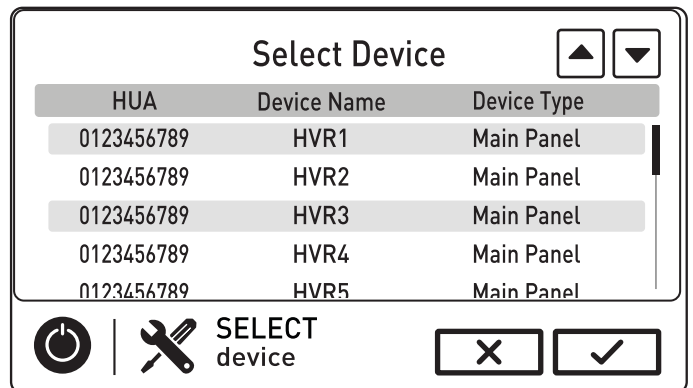 Select Device
HUA Device Name Device Type
0123456789 HVR1 Main Panel
0123456789 HVR2 Main Panel
0123456789 HVR3 Main Panel
0123456789 HVR4 Main Panel
0123456789 HVR5 Main Panel
SELECT
device